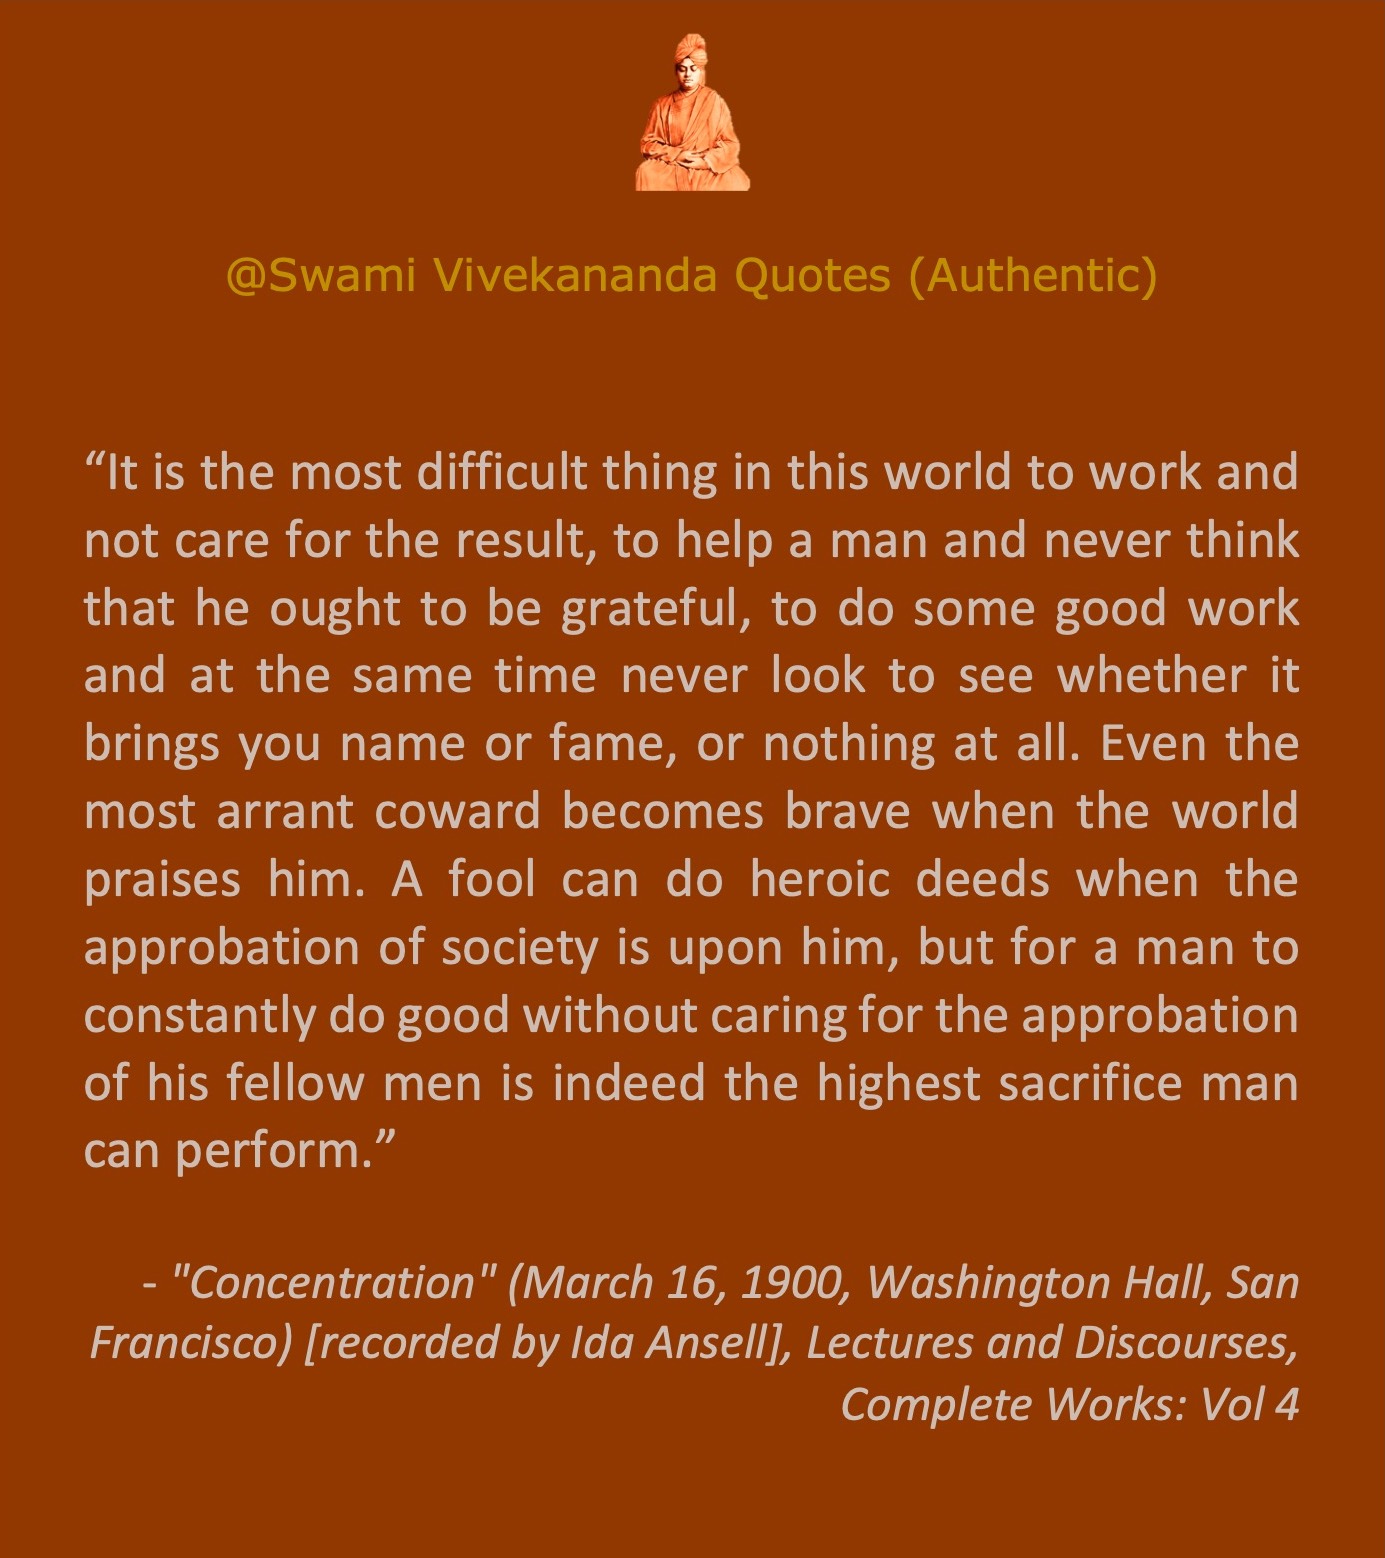 @Swami Vivekananda Quotes (Authentic)
“It is the most difficult thing in this world to work and
not care for the result, to help a man and never think
that he ought to be grateful, to do some good work
and at the same time never look to see whether it
brings you name or fame, or nothing at all. Even the
most arrant coward becomes brave when the world
praises him. A fool can do heroic deeds when the
approbation of society is upon him, but for a man to
constantly do good without caring for the approbation
of his fellow men is indeed the highest sacrifice man
can perform.”
- "Concentration" (March 16, 1900, Washington Hall, San
Francisco) [recorded by Ida Ansell], Lectures and Discourses,
Complete Works: Vol 4